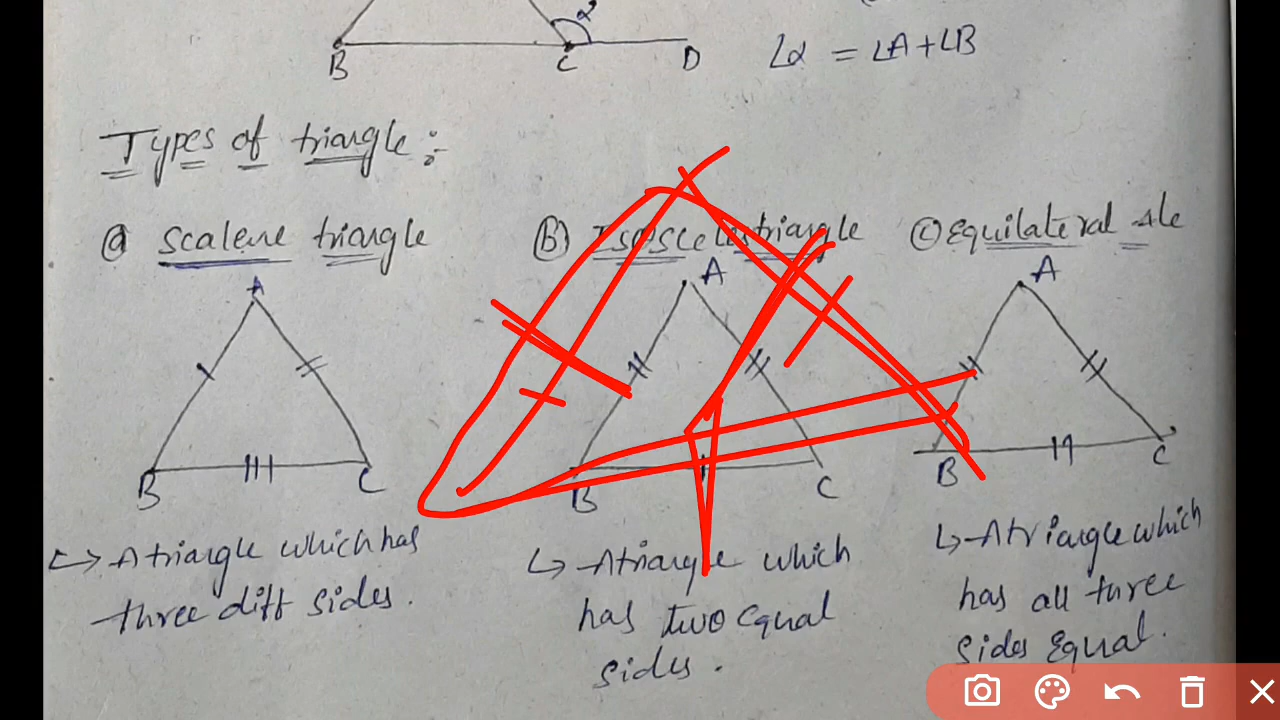 α
B C D ∠α = ∠A+∠B
Types of triangle :
(a) Scalene triangle
(B) Isosceles triangle
(C) Equilateral Δle
A
B C
A
B C
A
B C
↳ A triangle which has
three diff sides.
↳ A triangle which
has two equal
sides.
↳ A triangle which
has all three
sides Equal.